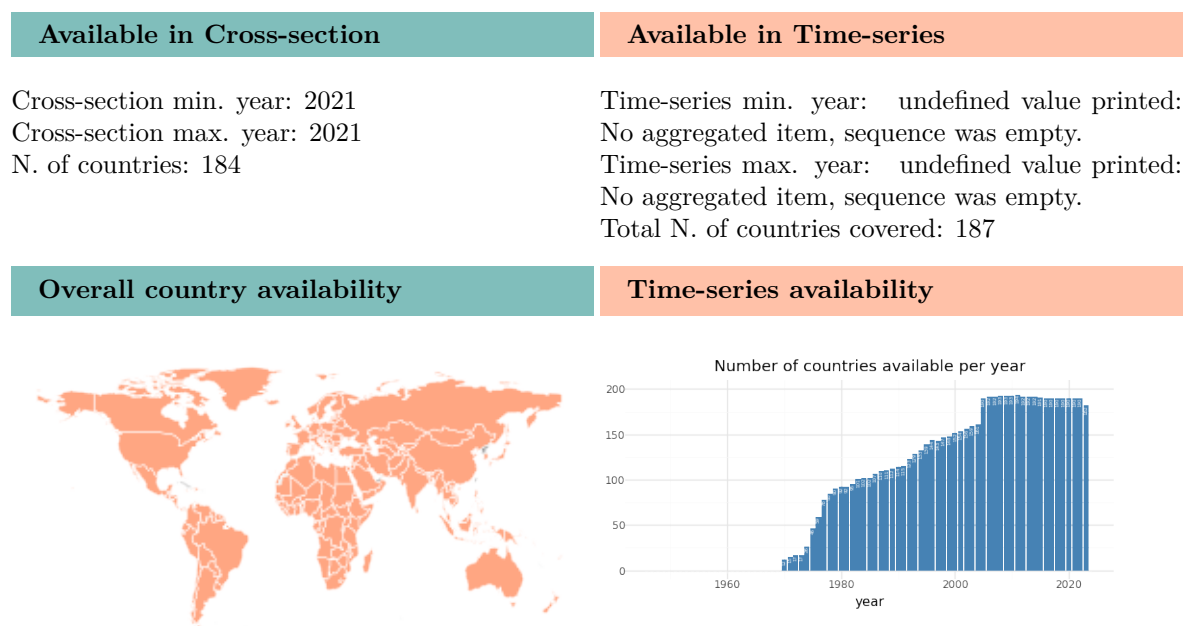 Available in Cross-section
Cross-section min. year: 2021
Cross-section max. year: 2021
N. of countries: 184
Available in Time-series
Time-series min. year: undefined value printed:
No aggregated item, sequence was empty.
Time-series max. year: undefined value printed:
No aggregated item, sequence was empty.
Total N. of countries covered: 187
Overall country availability
Time-series availability
Number of countries available per year
200
150
100
50
0
1960 1980 2000 2020
year